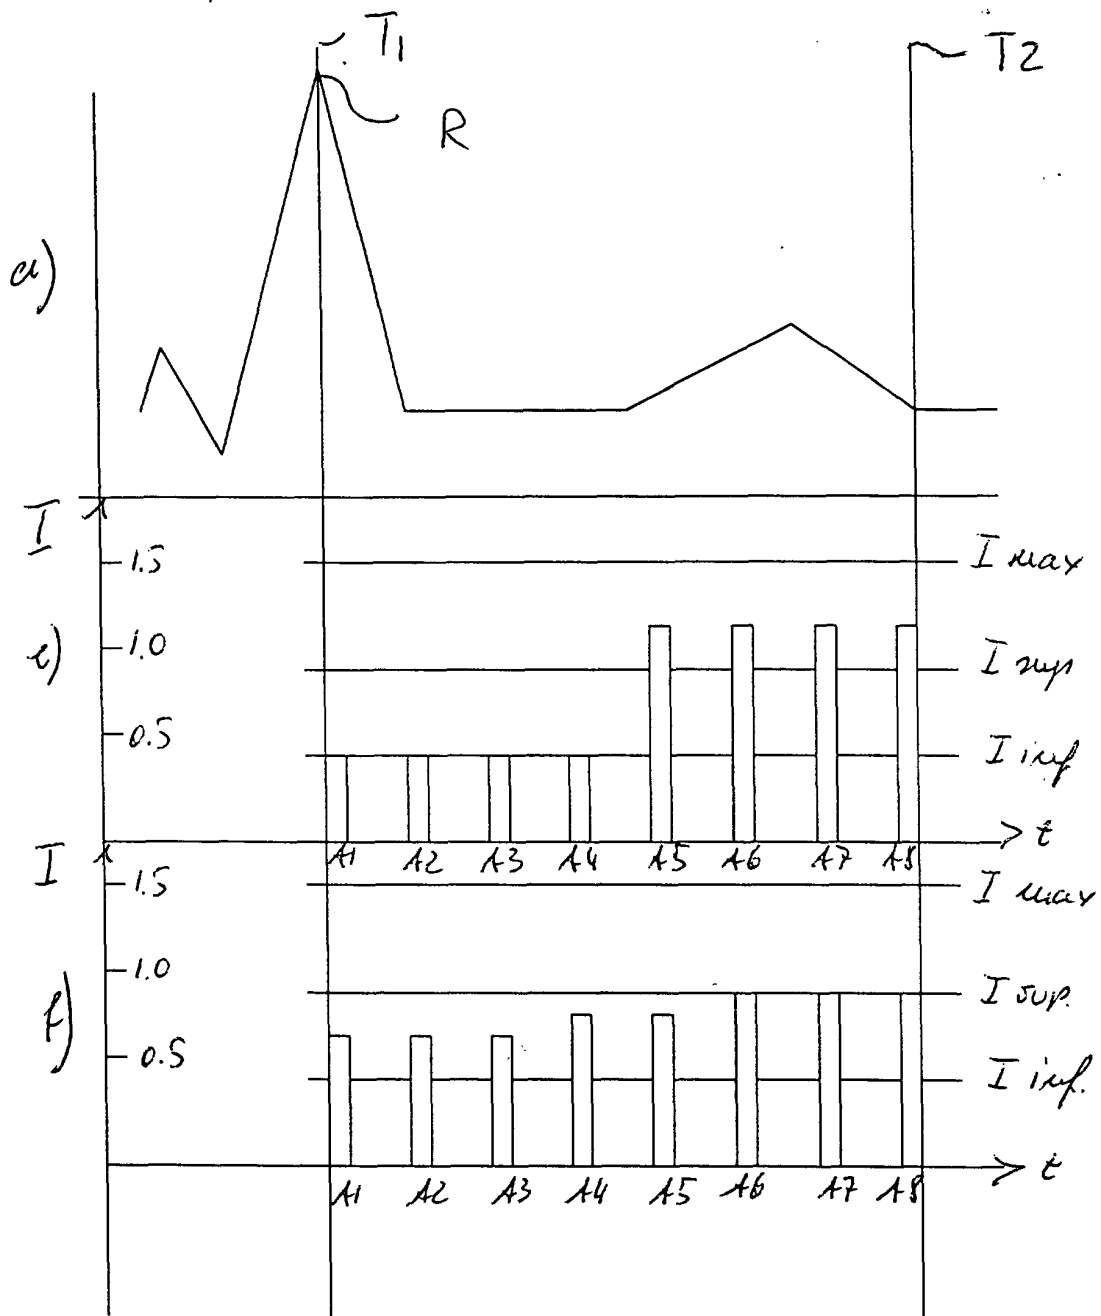 T1
T2
R
a)
I
1.5
I max
1.0
e)
I sup
0.5
I inf
t
A1 A2 A3 A4 A5 A6 A7 A8
I
1.5
I max
1.0
f)
I sup.
0.5
I inf.
t
A1 A2 A3 A4 A5 A6 A7 A8